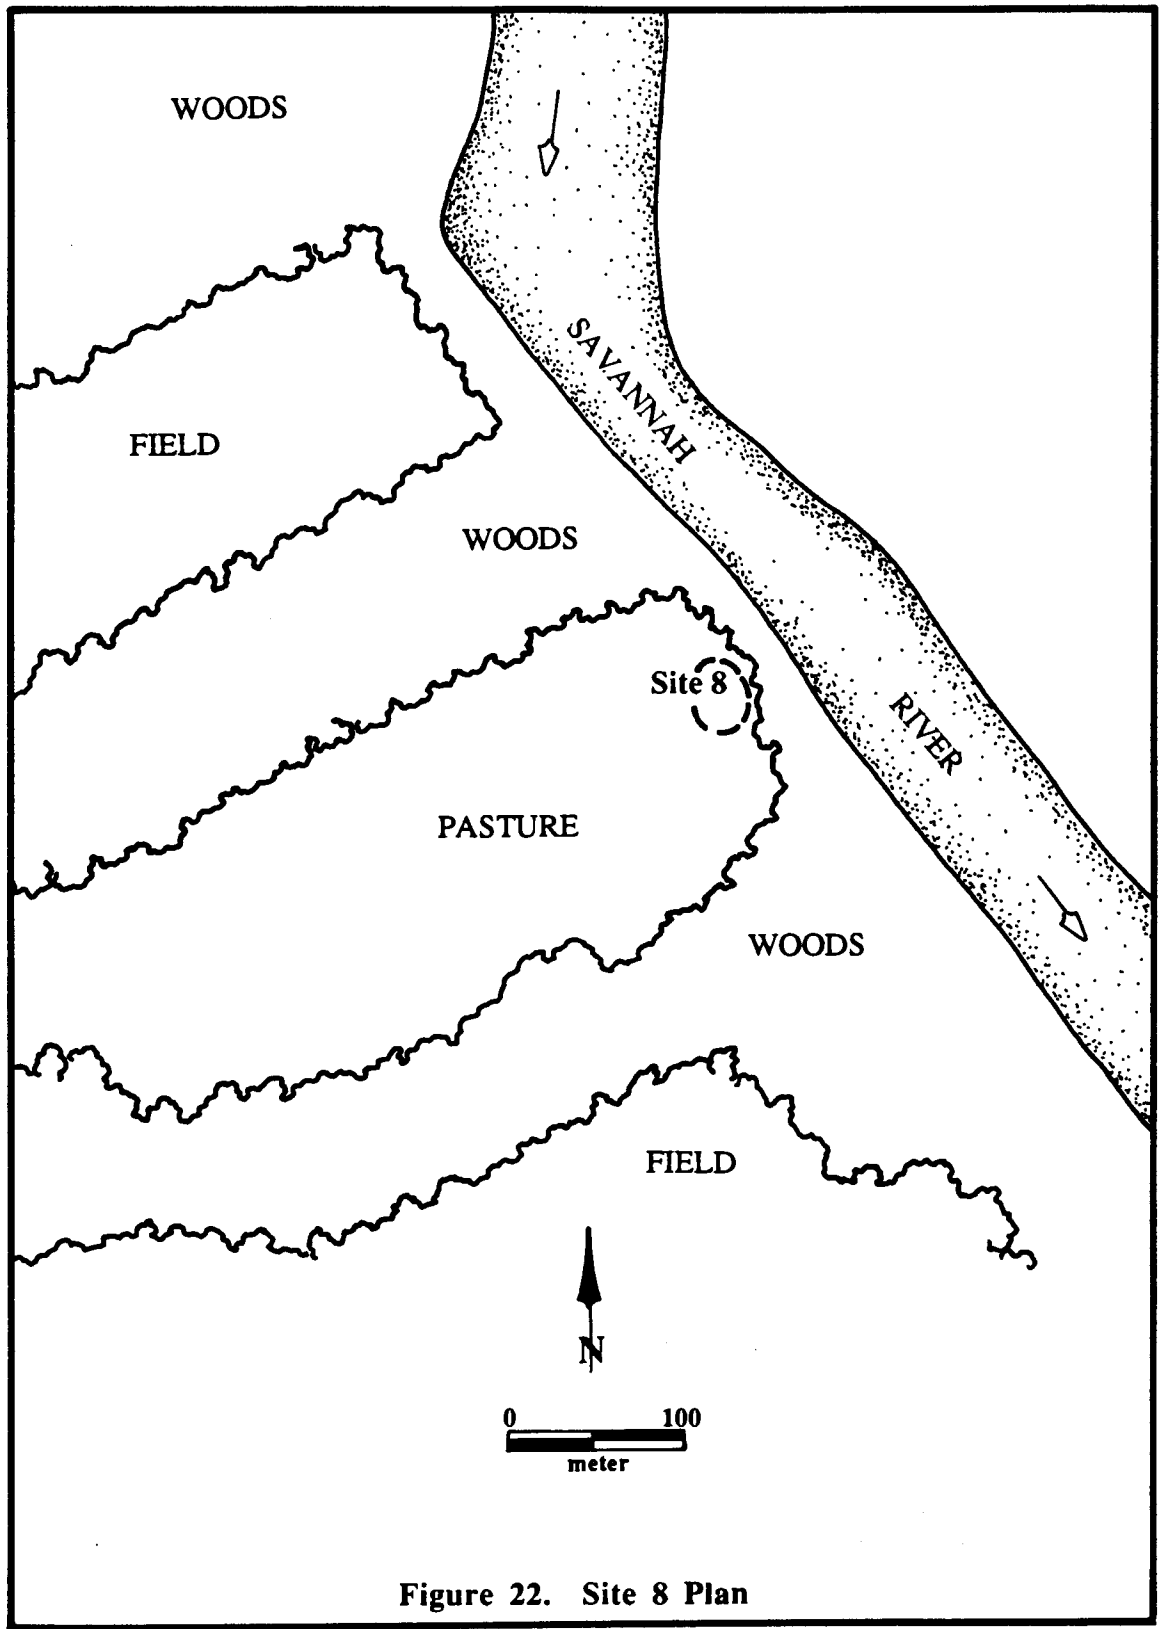 WOODS
SAVANNAH
FIELD
WOODS
Site 8
RIVER
PASTURE
WOODS
FIELD
N
0 100
meter
Figure 22. Site 8 Plan